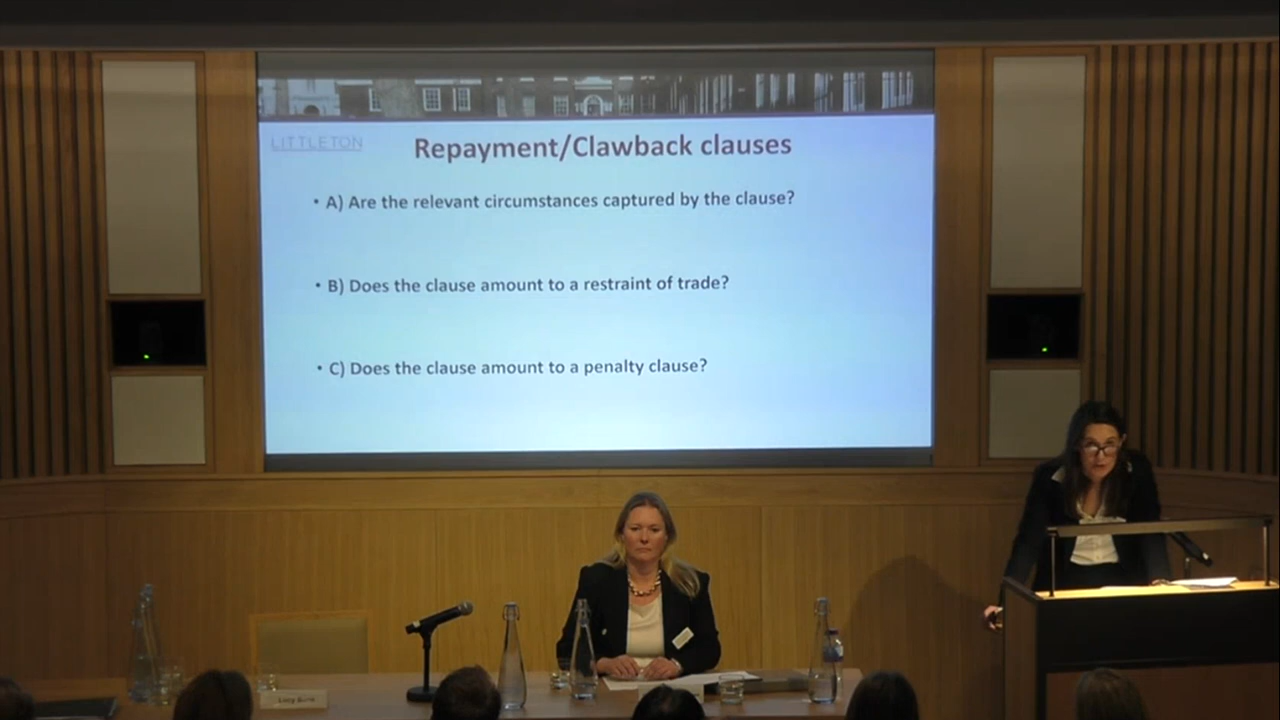 LITTLETON
Repayment/Clawback clauses
• A) Are the relevant circumstances captured by the clause?
• B) Does the clause amount to a restraint of trade?
• C) Does the clause amount to a penalty clause?